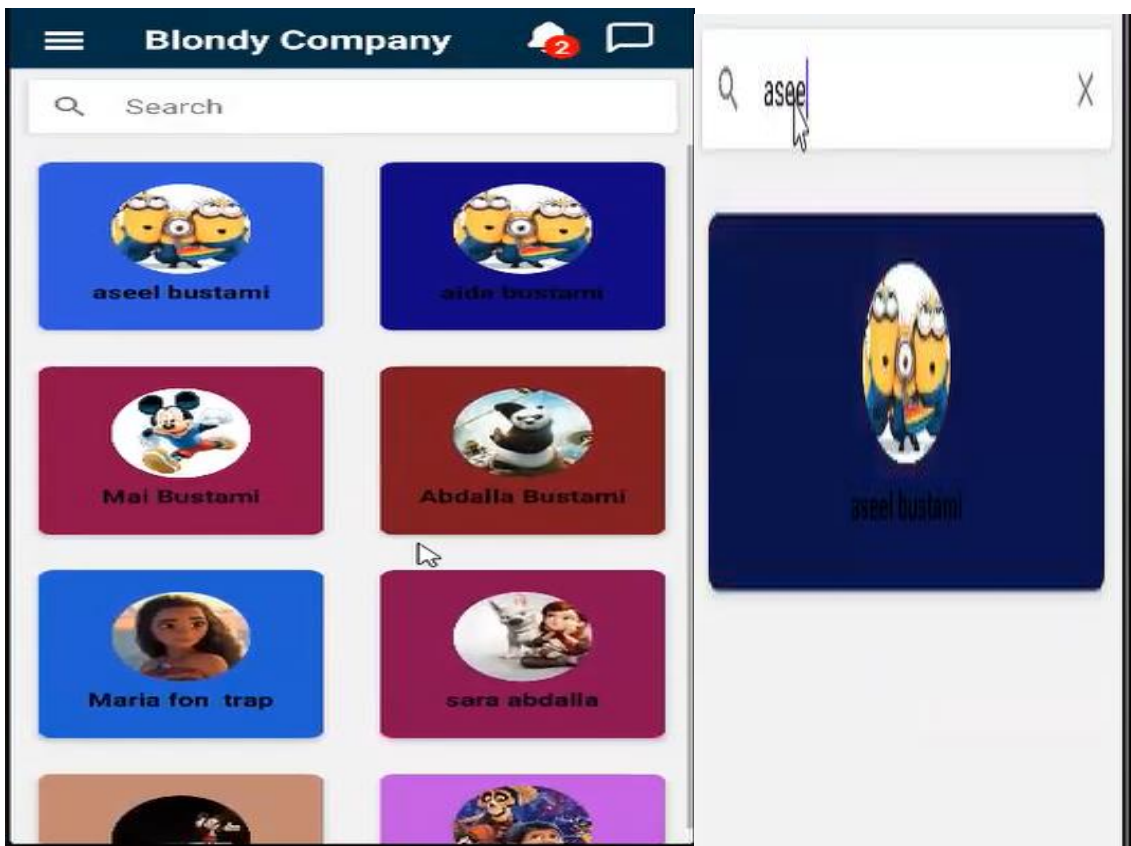 Blondy Company
2
Search
aseel bustami
aide bustami
Mai Bustami
Abdalla Bustami
Maria fon trap
sara abdalla
asee
aseel bustami